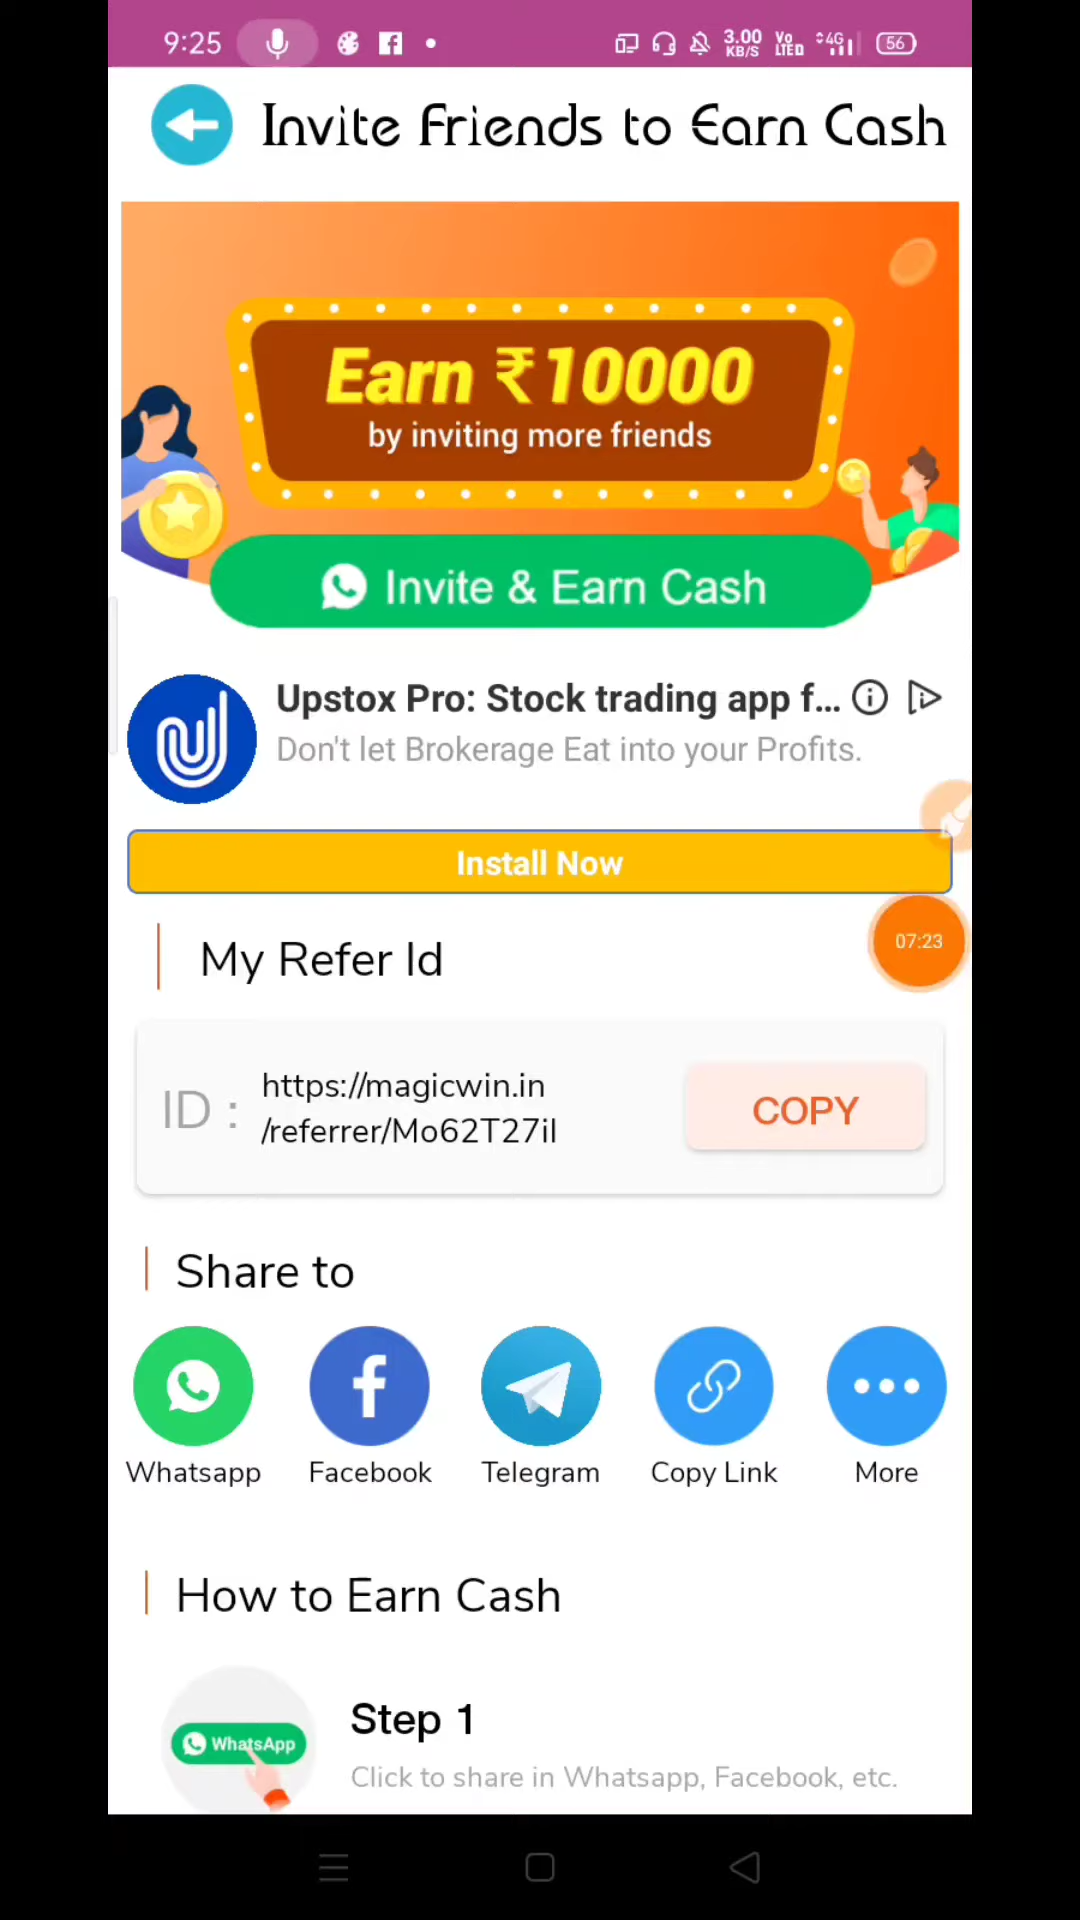 9:25
3.00
KB/S
Vo
LTED
4G
56
Invite Friends to Earn Cash
Earn ₹10000
by inviting more friends
Invite & Earn Cash
Upstox Pro: Stock trading app f...
Don't let Brokerage Eat into your Profits.
Install Now
07:23
My Refer Id
ID :
https://magicwin.in
/referrer/Mo62T27il
COPY
Share to
Whatsapp
Facebook
Telegram
Copy Link
More
How to Earn Cash
WhatsApp
Step 1
Click to share in Whatsapp, Facebook, etc.